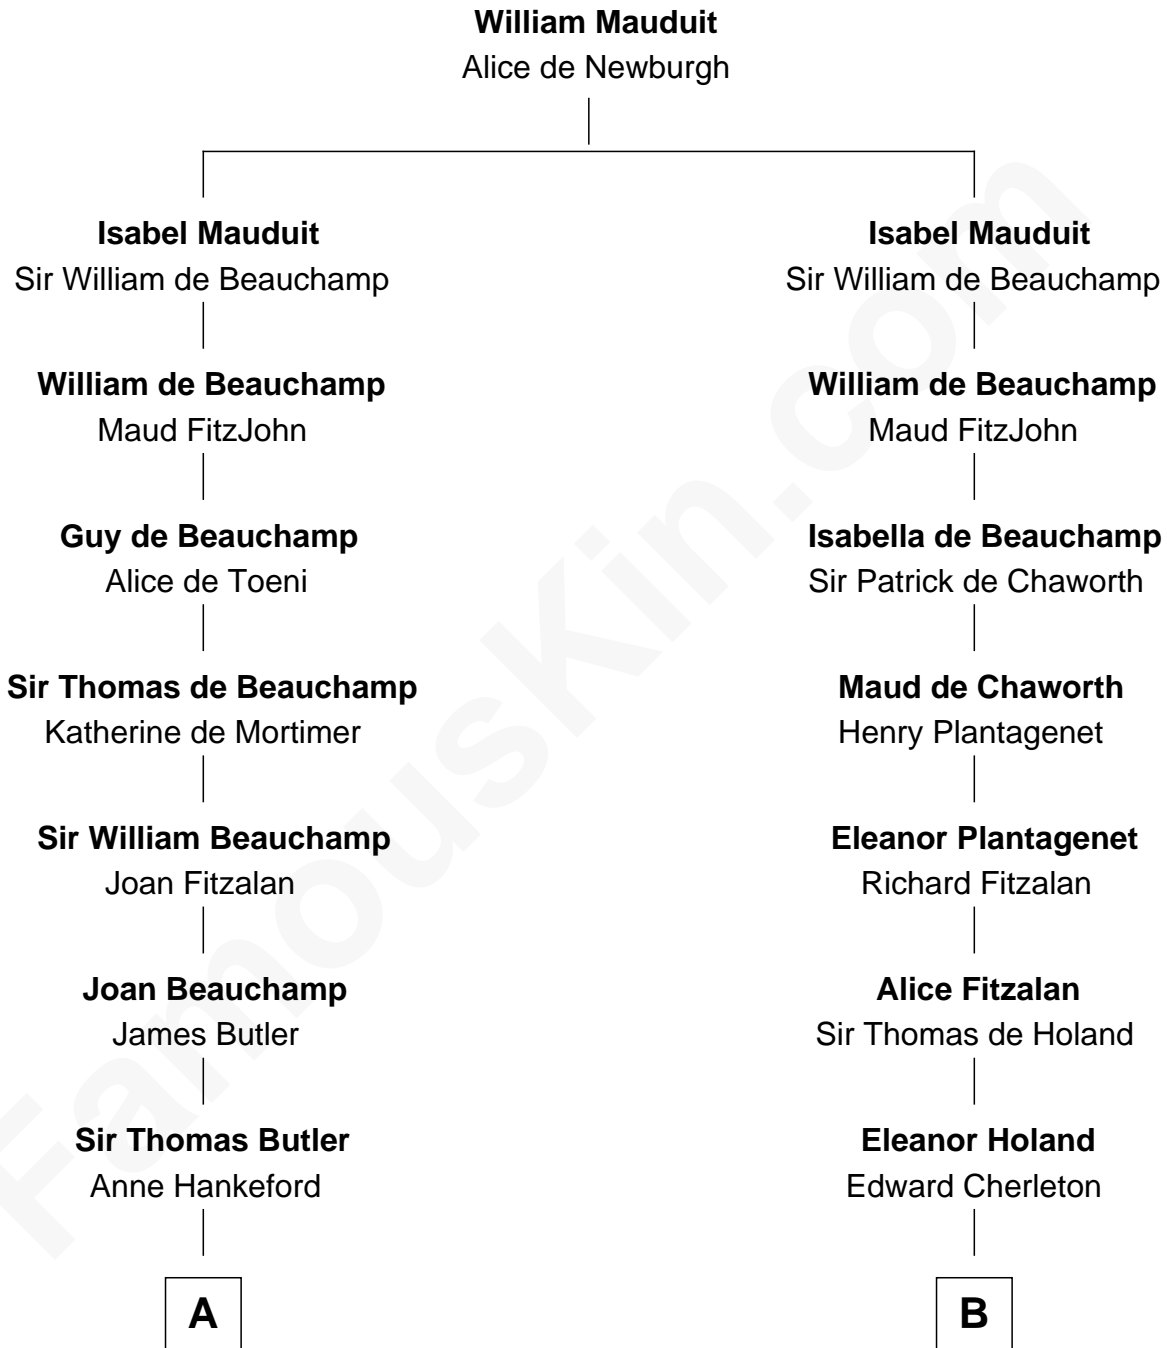 William Mauduit
Alice de Newburgh
Isabel Mauduit
Sir William de Beauchamp
Isabel Mauduit
Sir William de Beauchamp
William de Beauchamp
Maud FitzJohn
William de Beauchamp
Maud FitzJohn
Guy de Beauchamp
Alice de Toeni
Isabella de Beauchamp
Sir Patrick de Chaworth
Sir Thomas de Beauchamp
Katherine de Mortimer
Maud de Chaworth
Henry Plantagenet
Sir William Beauchamp
Joan Fitzalan
Eleanor Plantagenet
Richard Fitzalan
Joan Beauchamp
James Butler
Alice Fitzalan
Sir Thomas de Holand
Sir Thomas Butler
Anne Hankeford
Eleanor Holand
Edward Cherleton
A
B
FamousKin.com